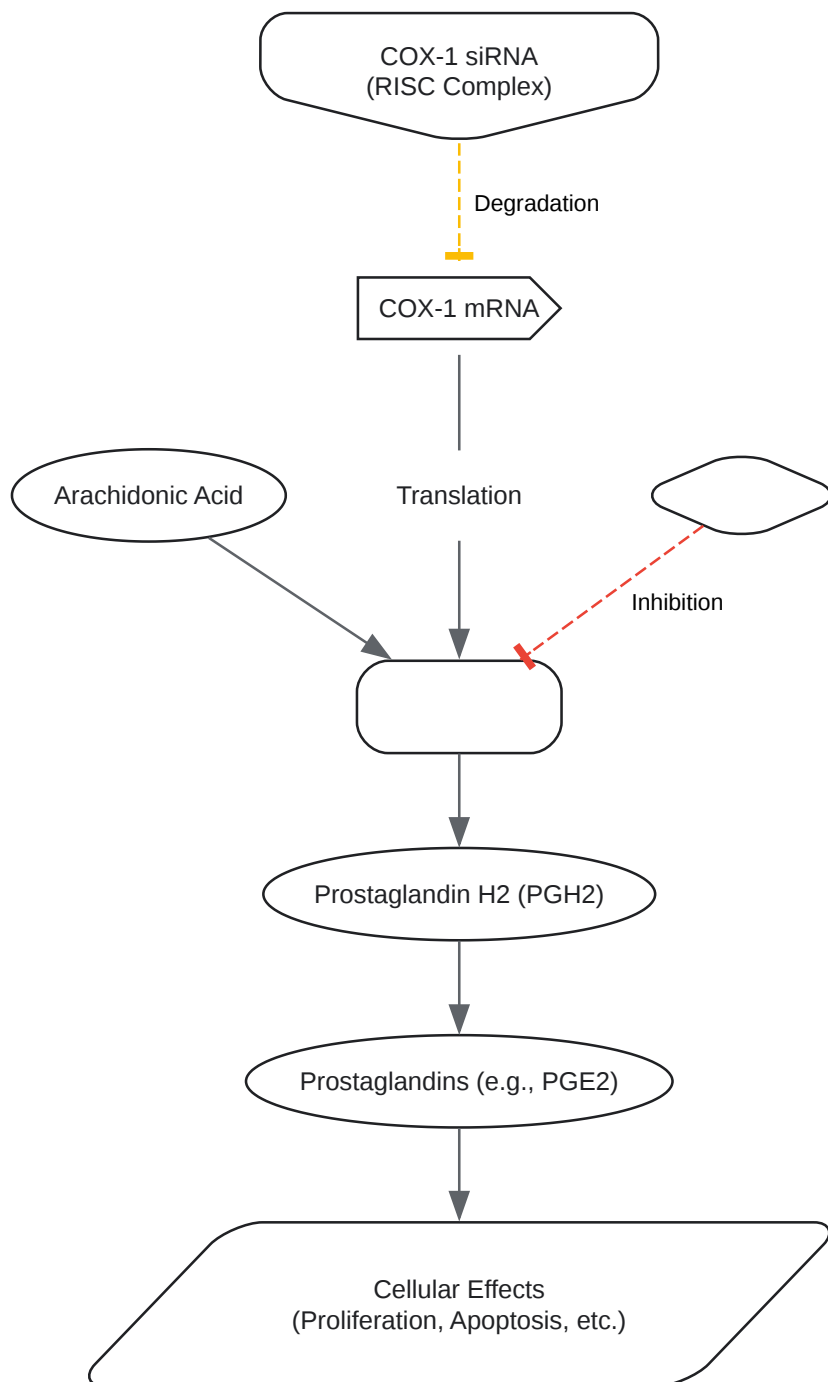 COX-1 siRNA
(RISC Complex)
Degradation
COX-1 mRNA
Arachidonic Acid
Translation
Inhibition
Prostaglandin H2 (PGH2)
Prostaglandins (e.g., PGE2)
Cellular Effects
(Proliferation, Apoptosis, etc.)